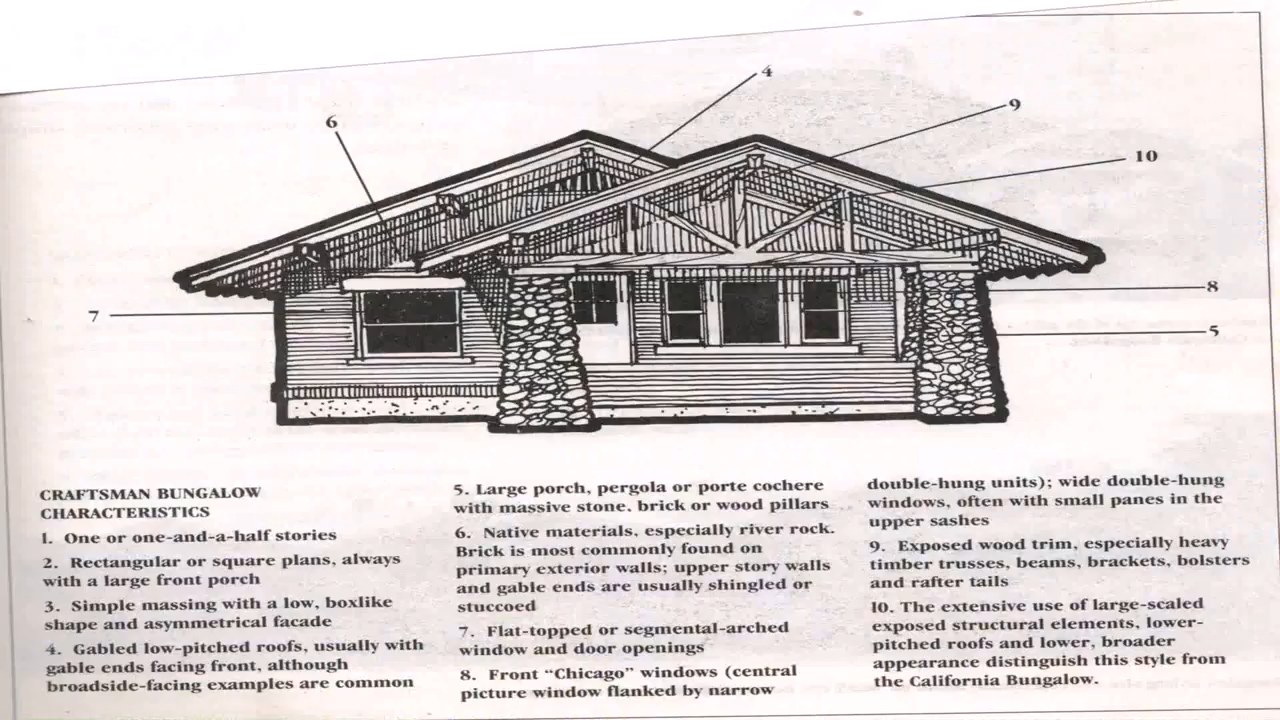 4
9
6
10
8
7
5
CRAFTSMAN BUNGALOW
CHARACTERISTICS
1. One or one-and-a-half stories
2. Rectangular or square plans, always
with a large front porch
3. Simple massing with a low, boxlike
shape and asymmetrical facade
4. Gabled low-pitched roofs, usually with
gable ends facing front, although
broadside-facing examples are common
5. Large porch, pergola or porte cochere
with massive stone. brick or wood pillars
6. Native materials, especially river rock.
Brick is most commonly found on
primary exterior walls; upper story walls
and gable ends are usually shingled or
stuccoed
7. Flat-topped or segmental-arched
window and door openings
8. Front “Chicago” windows (central
picture window flanked by narrow
double-hung units); wide double-hung
windows, often with small panes in the
upper sashes
9. Exposed wood trim, especially heavy
timber trusses, beams, brackets, bolsters
and rafter tails
10. The extensive use of large-scaled
exposed structural elements, lower-
pitched roofs and lower, broader
appearance distinguish this style from
the California Bungalow.